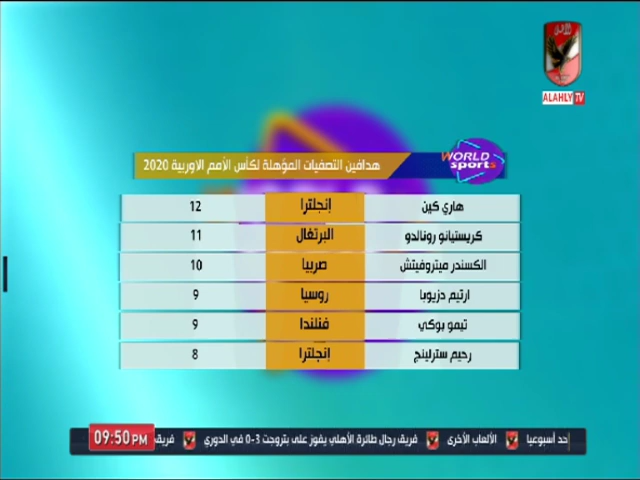 ALAHLY TV
WORLD
sports
هدافين التصفيات المؤهلة لكأس الأمم الاوربية 2020
هاري كين إنجلترا 12
كريستيانو رونالدو البرتغال 11
الكسندر ميتروفيتش صربيا 10
ارتيم دزيوبا روسيا 9
تيمو بوكي فنلندا 9
رحيم سترلينج إنجلترا 8
حد أسبوعيا الألعاب الأخرى فريق رجال طائرة الأهلي يفوز على بتروجت 3-0 في الدوري فريق
09:50 PM